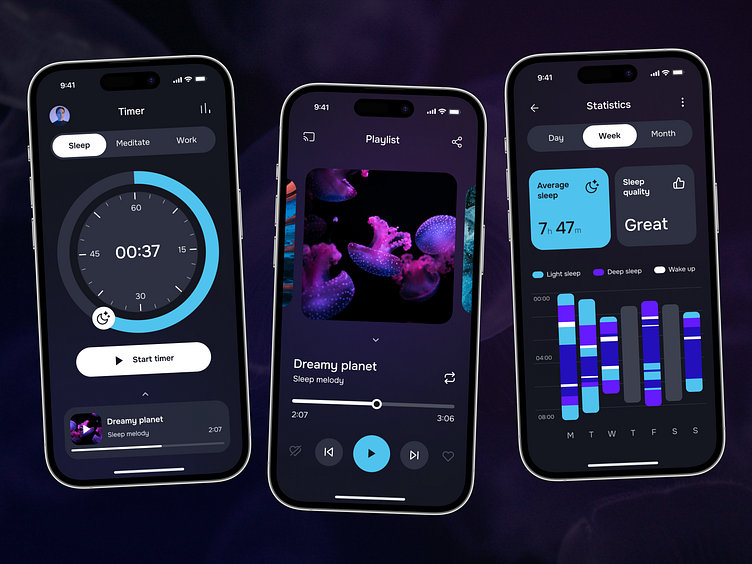 9:41
Timer
Sleep
Meditate
Work
60
45
00:37
15
30
Start timer
Dreamy planet
Sleep melody
2:07
9:41
Playlist
Dreamy planet
Sleep melody
2:07
3:06
9:41
Statistics
Day
Week
Month
Average
sleep
7h 47m
Sleep
quality
Great
Light sleep
Deep sleep
Wake up
00:00
04:00
08:00
M T W T F S S